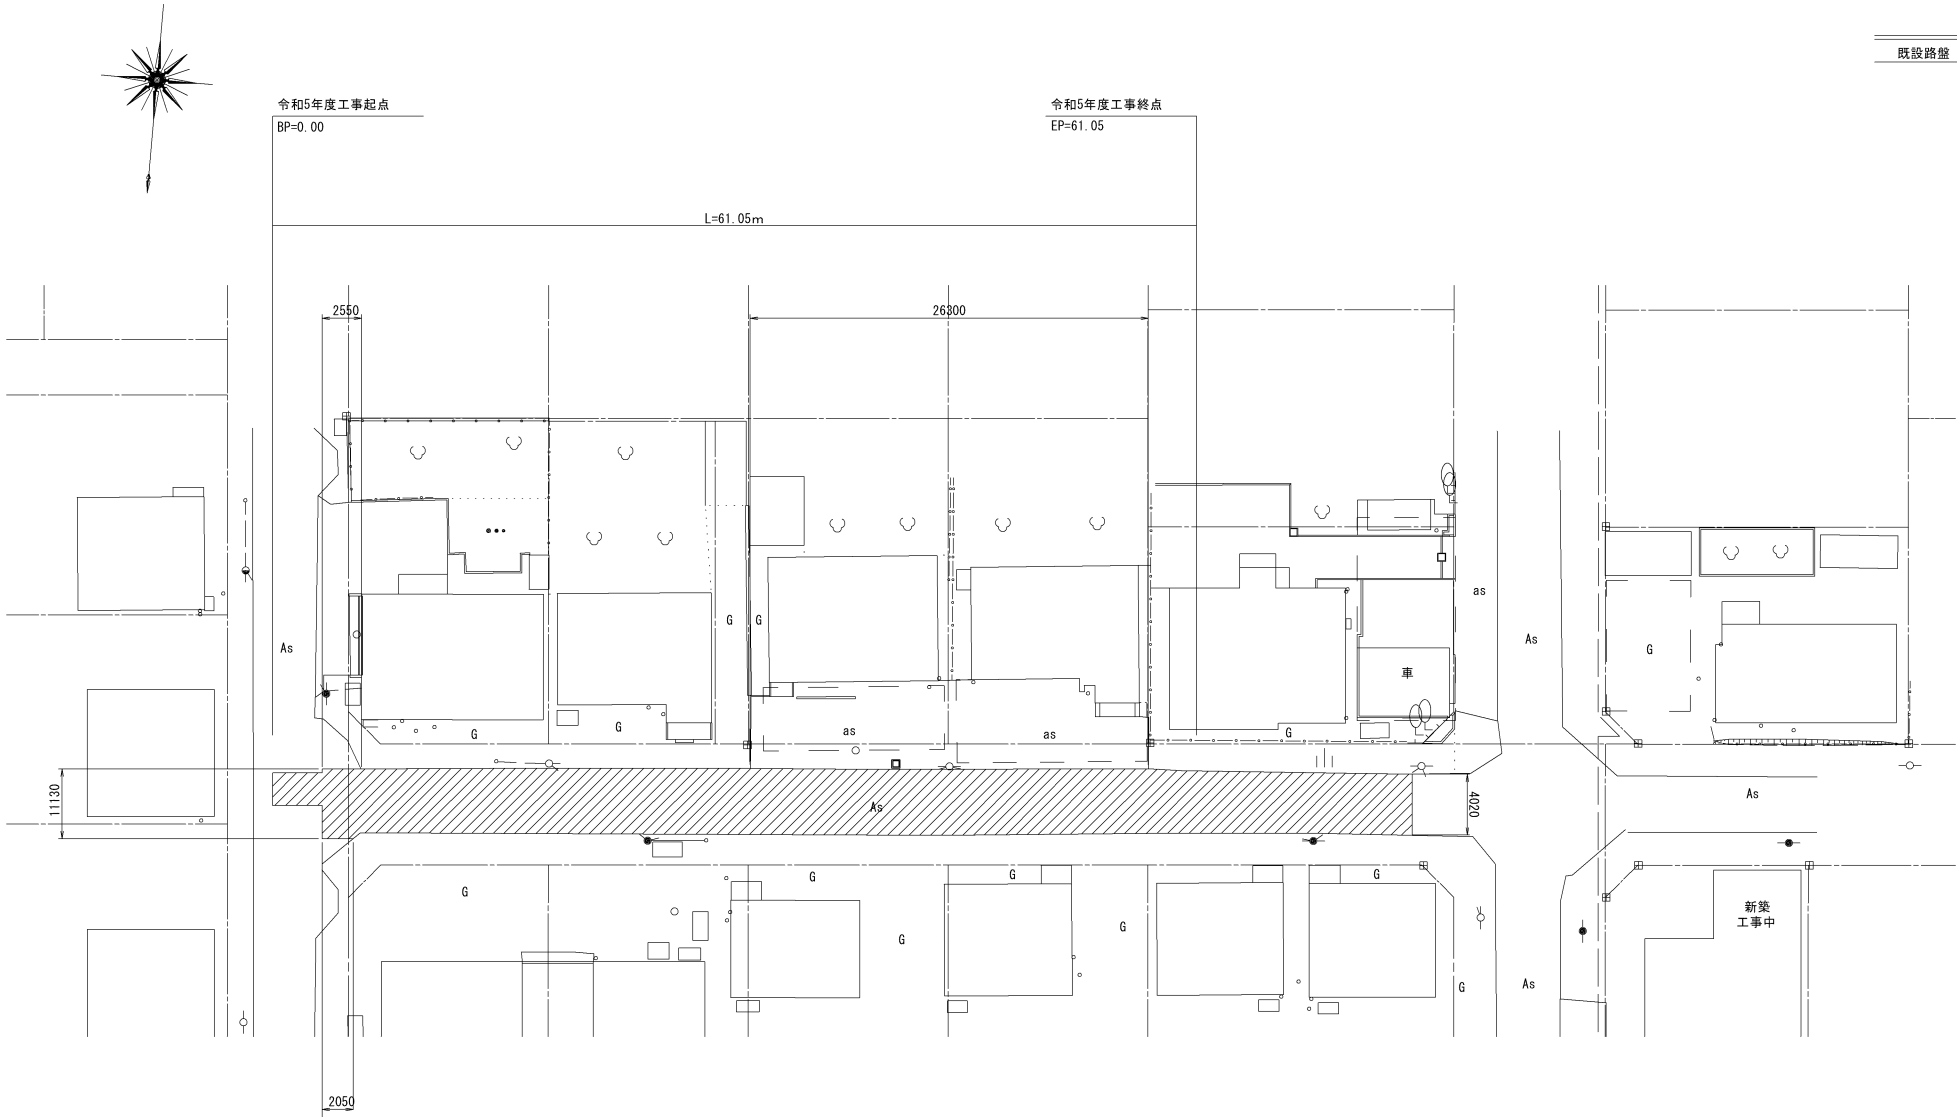 既設路盤
令和5年度工事起点
BP=0.00
令和5年度工事終点
EP=61.05
L=61.05m
2550
26300
As
G
G
G
G
as
as
G
車
as
As
G
11130
As
4020
As
G
G
G
G
G
G
G
As
新築
工事中
2050